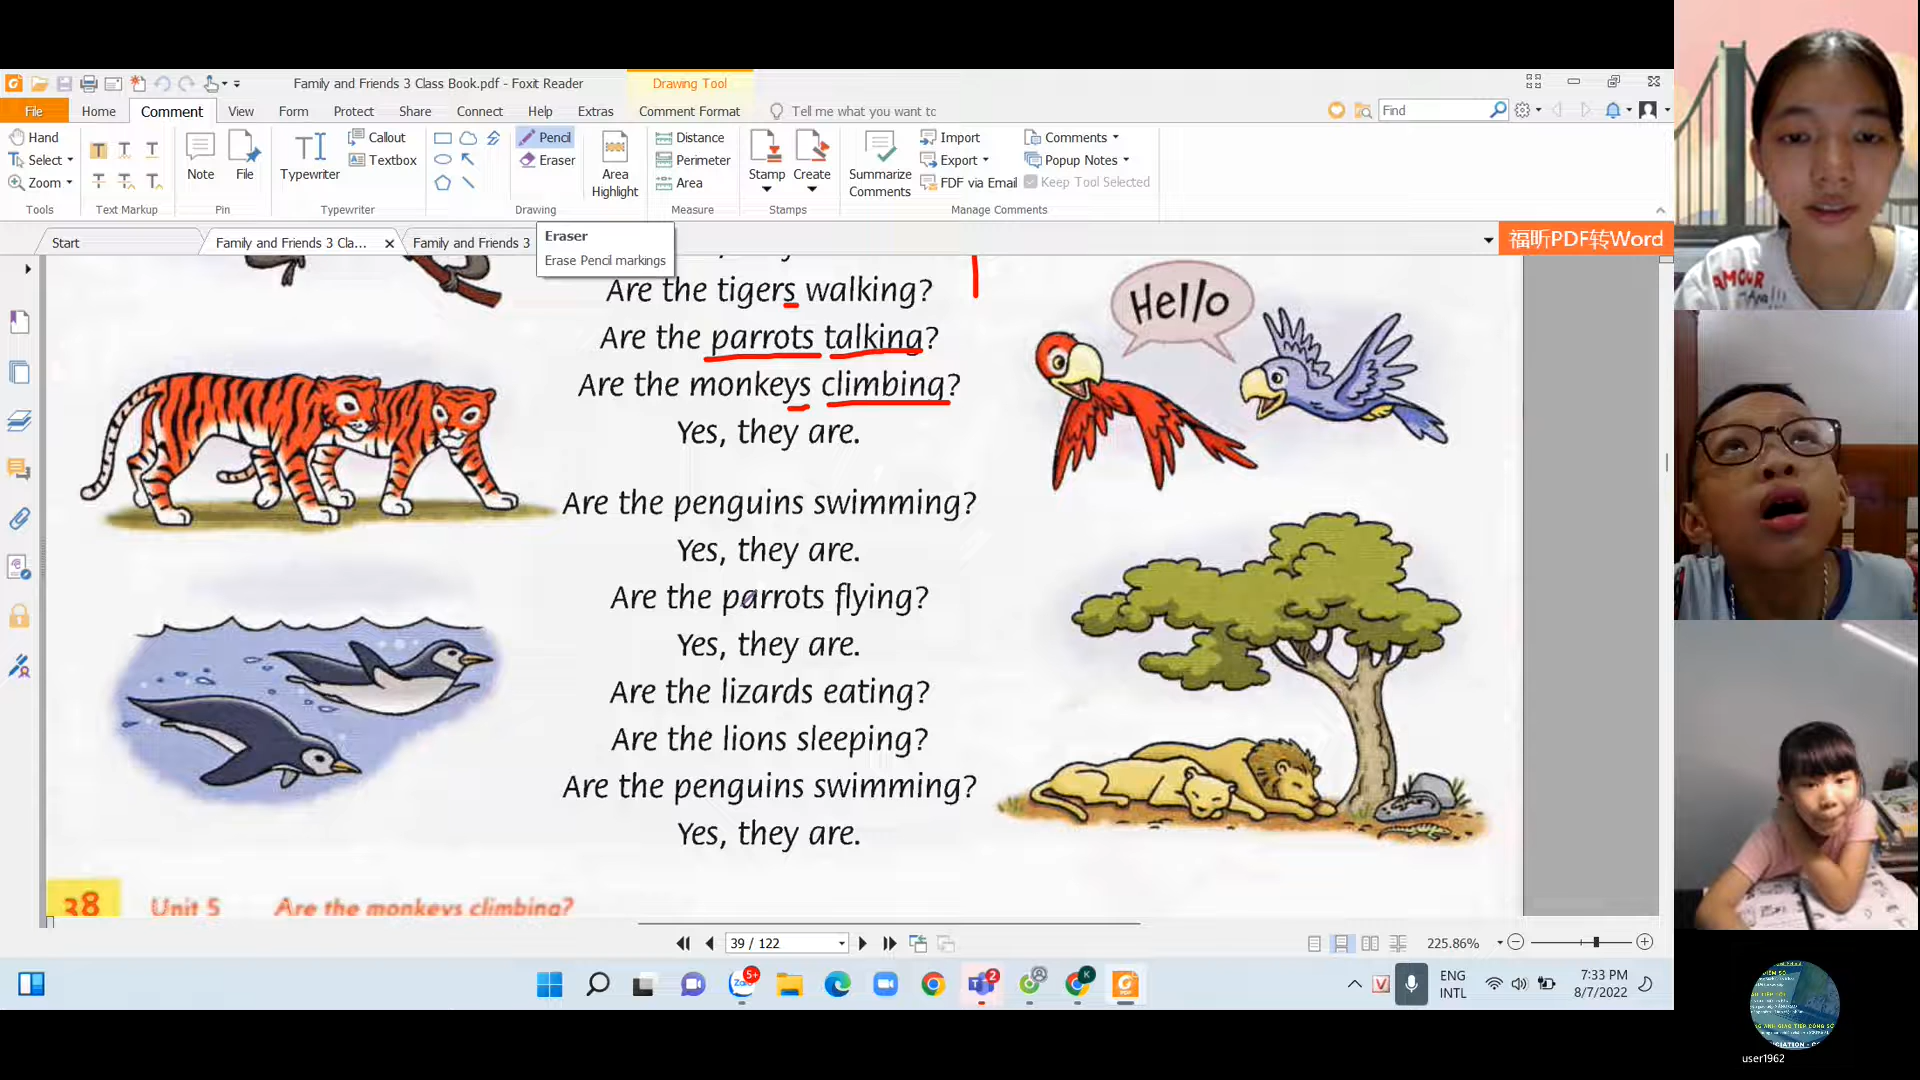 Family and Friends 3 Class Book.pdf - Foxit Reader
Drawing Tool
File Home Comment View Form Protect Share Connect Help Extras Comment Format Tell me what you want tc
Find
Hand
Select
Zoom
Tools
Text Markup
Note
File
Pin
Typewriter
Callout
Textbox
Typewriter
Pencil
Eraser
Drawing
Area
Highlight
Distance
Perimeter
Area
Measure
Stamp
Create
Stamps
Summarize
Comments
Import
Export
FDF via Email
Comments
Popup Notes
Keep Tool Selected
Manage Comments
Start
Family and Friends 3 Cla...
Family and Friends 3
福昕PDF转Word
Eraser
Erase Pencil markings
Are the tigers walking?
Are the parrots talking?
Are the monkeys climbing?
Yes, they are.
Are the penguins swimming?
Yes, they are.
Are the parrots flying?
Yes, they are.
Are the lizards eating?
Are the lions sleeping?
Are the penguins swimming?
Yes, they are.
Hello
38 Unit 5 Are the monkeys climbing?
39 / 122
225.86%
5+
Zalo
2
K
V
ENG
INTL
7:33 PM
8/7/2022
AMOUR
user1962